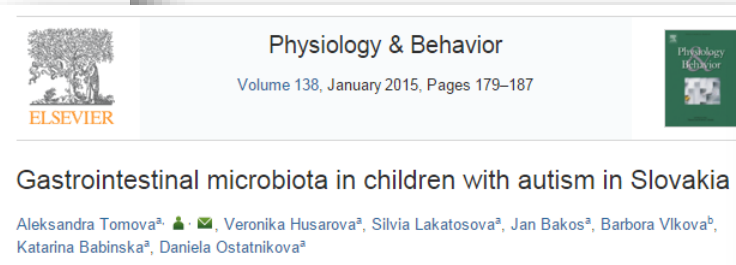 Physiology & Behavior
Volume 138, January 2015, Pages 179–187
ELSEVIER
Physiology
&
Behavior
Gastrointestinal microbiota in children with autism in Slovakia
Aleksandra Tomovaᵃ, Veronika Husarovaᵃ, Silvia Lakatosovaᵃ, Jan Bakosᵃ, Barbora Vlkovaᵇ,
Katarina Babinskaᵃ, Daniela Ostatnikovaᵃ